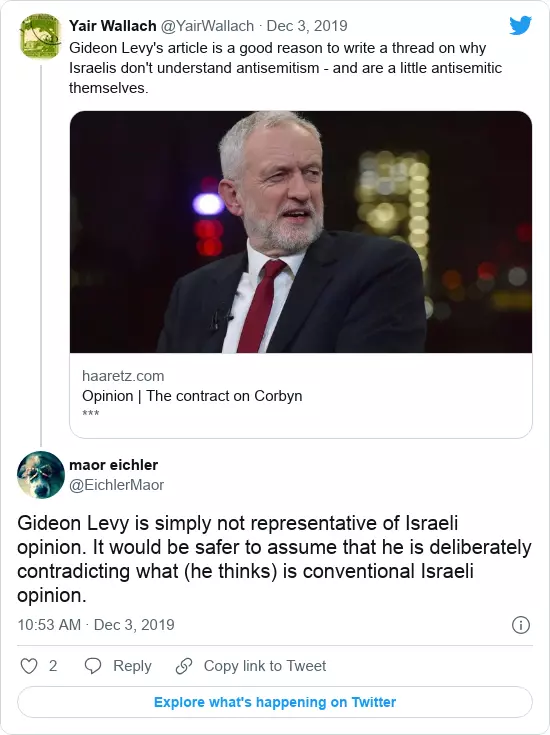 Yair Wallach @YairWallach · Dec 3, 2019
Gideon Levy's article is a good reason to write a thread on why
Israelis don't understand antisemitism - and are a little antisemitic
themselves.
haaretz.com
Opinion | The contract on Corbyn
***
maor eichler
@EichlerMaor
Gideon Levy is simply not representative of Israeli
opinion. It would be safer to assume that he is deliberately
contradicting what (he thinks) is conventional Israeli
opinion.
10:53 AM · Dec 3, 2019
2 Reply Copy link to Tweet
Explore what's happening on Twitter